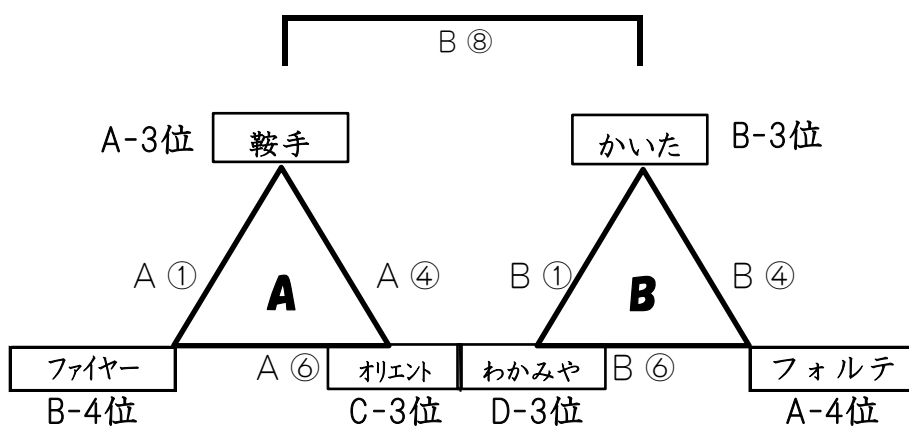 B ⑧
A-3位
鞍手
かいた
B-3位
A ①
A
A ④
B ①
B
B ④
ファイヤー
A ⑥
オリエント
わかみや
B ⑥
フォルテ
B-4位
C-3位
D-3位
A-4位